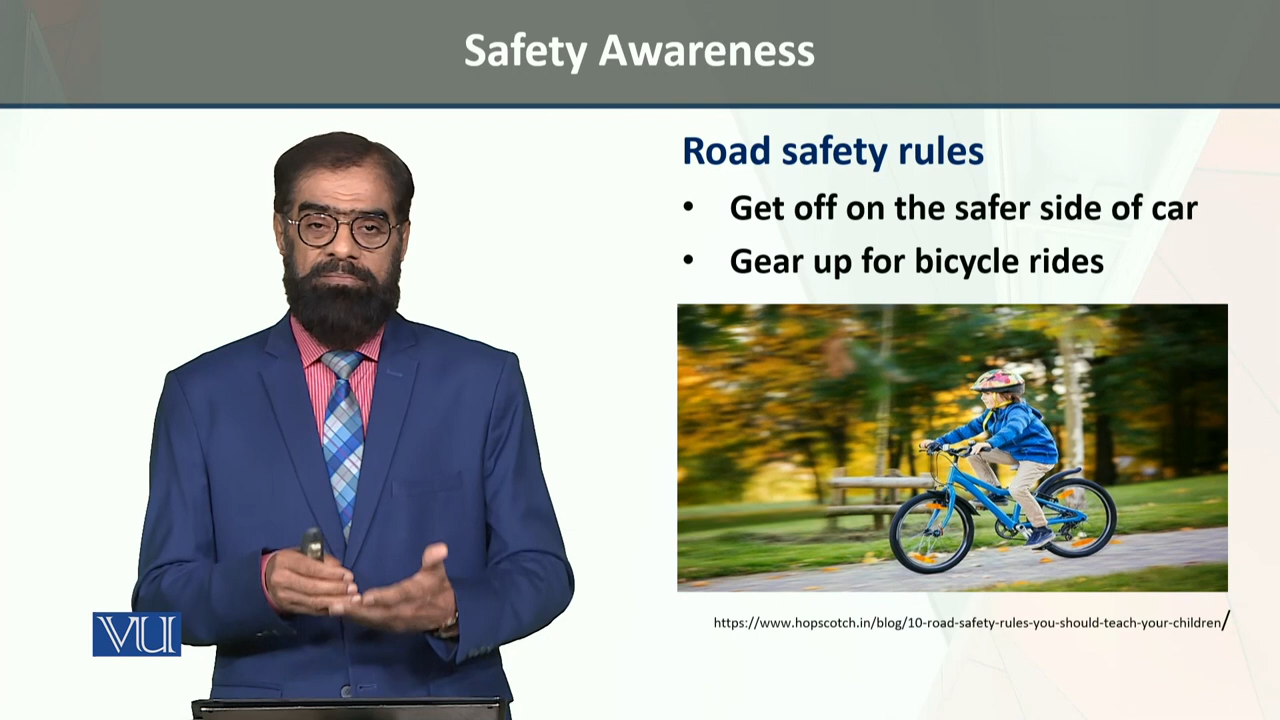 Safety Awareness
Road safety rules
• Get off on the safer side of car
• Gear up for bicycle rides
https://www.hopscotch.in/blog/10-road-safety-rules-you-should-teach-your-children/
VU